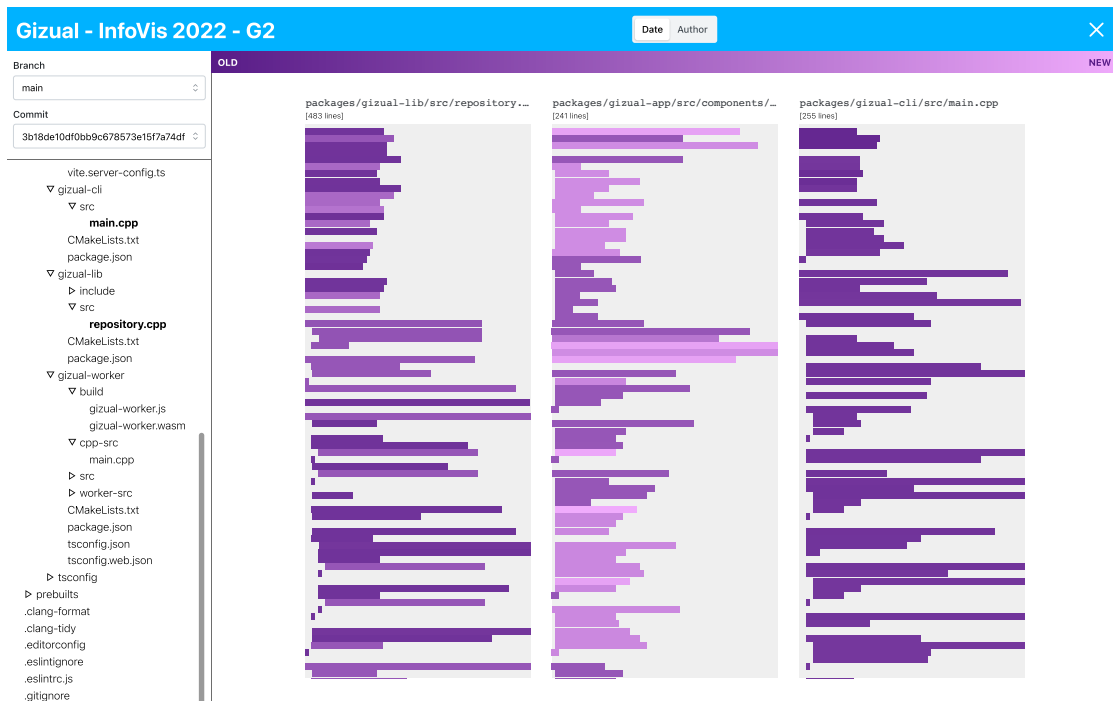 Gizual - InfoVis 2022 - G2
Date
Author
Branch
main
Commit
3b18de10df0bb9c678573e15f7a74df
OLD
NEW
vite.server-config.ts
gizual-cli
src
main.cpp
CMakeLists.txt
package.json
gizual-lib
include
src
repository.cpp
CMakeLists.txt
package.json
gizual-worker
build
gizual-worker.js
gizual-worker.wasm
cpp-src
main.cpp
src
worker-src
CMakeLists.txt
package.json
tsconfig.json
tsconfig.web.json
tsconfig
prebuilts
.clang-format
.clang-tidy
.editorconfig
.eslintignore
.eslintrc.js
.gitignore
packages/gizual-lib/src/repository.…
[483 lines]
packages/gizual-app/src/components/…
[241 lines]
packages/gizual-cli/src/main.cpp
[255 lines]